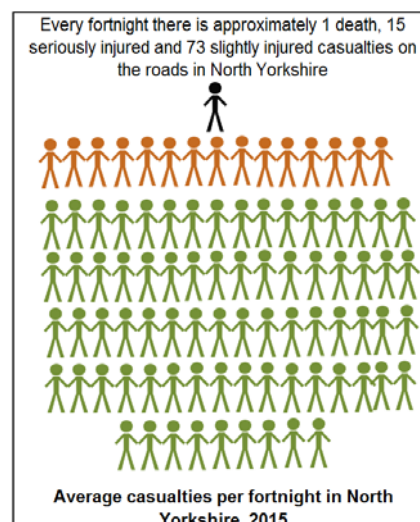 Every fortnight there is approximately 1 death, 15
seriously injured and 73 slightly injured casualties on
the roads in North Yorkshire
Average casualties per fortnight in North
Yorkshire, 2015